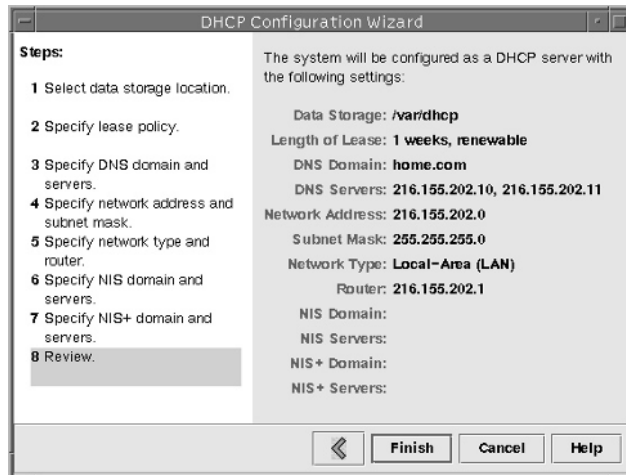 DHCP Configuration Wizard
Steps:
1 Select data storage location.
2 Specify lease policy.
3 Specify DNS domain and
servers.
4 Specify network address and
subnet mask.
5 Specify network type and
router.
6 Specify NIS domain and
servers.
7 Specify NIS+ domain and
servers.
8 Review.
The system will be configured as a DHCP server with
the following settings:
Data Storage: /var/dhcp
Length of Lease: 1 weeks, renewable
DNS Domain: home.com
DNS Servers: 216.155.202.10, 216.155.202.11
Network Address: 216.155.202.0
Subnet Mask: 255.255.255.0
Network Type: Local-Area (LAN)
Router: 216.155.202.1
NIS Domain:
NIS Servers:
NIS+ Domain:
NIS+ Servers:
Finish Cancel Help